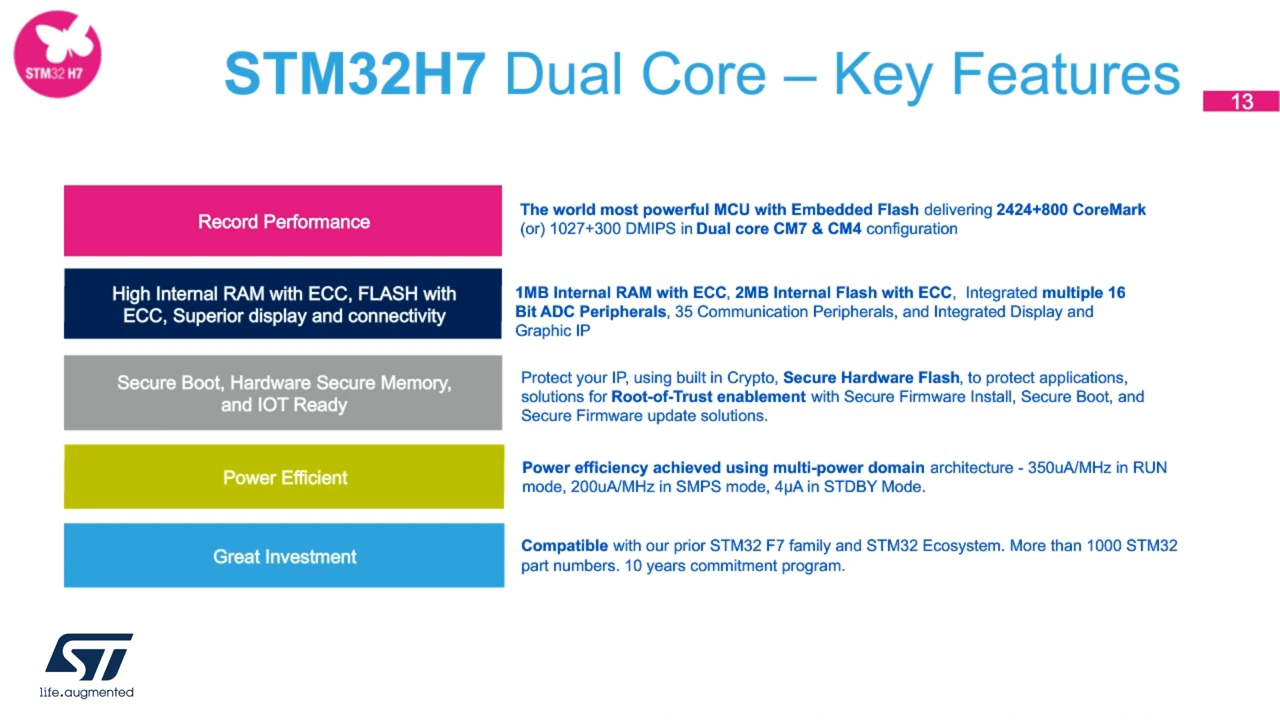 STM32 H7
STM32H7 Dual Core – Key Features
13
Record Performance
The world most powerful MCU with Embedded Flash delivering 2424+800 CoreMark
(or) 1027+300 DMIPS in Dual core CM7 & CM4 configuration
High Internal RAM with ECC, FLASH with
ECC, Superior display and connectivity
1MB Internal RAM with ECC, 2MB Internal Flash with ECC, Integrated multiple 16
Bit ADC Peripherals, 35 Communication Peripherals, and Integrated Display and
Graphic IP
Secure Boot, Hardware Secure Memory,
and IOT Ready
Protect your IP, using built in Crypto, Secure Hardware Flash, to protect applications,
solutions for Root-of-Trust enablement with Secure Firmware Install, Secure Boot, and
Secure Firmware update solutions.
Power Efficient
Power efficiency achieved using multi-power domain architecture - 350uA/MHz in RUN
mode, 200uA/MHz in SMPS mode, 4µA in STDBY Mode.
Great Investment
Compatible with our prior STM32 F7 family and STM32 Ecosystem. More than 1000 STM32
part numbers. 10 years commitment program.
ST
life.augmented